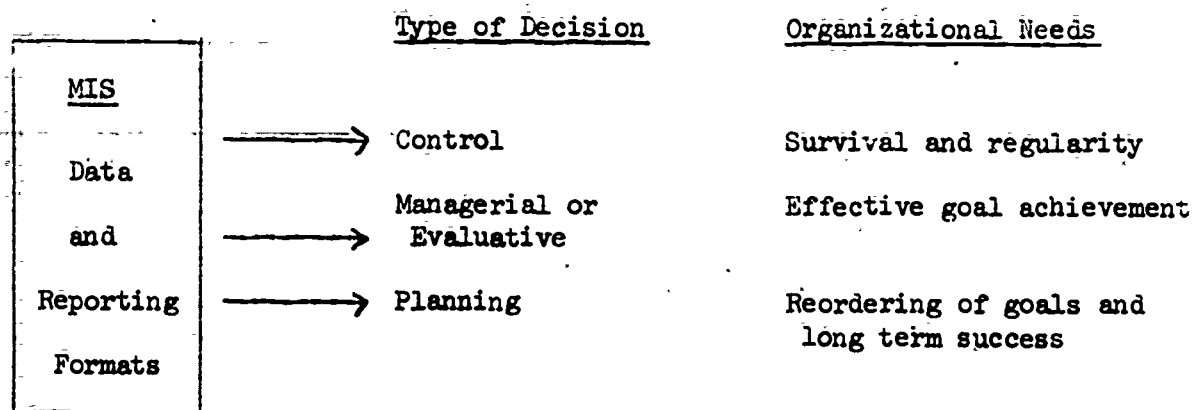 Type of Decision
Organizational Needs
MIS
Data
and
Reporting
Formats
Control
Survival and regularity
Managerial or
Evaluative
Effective goal achievement
Planning
Reordering of goals and
long term success